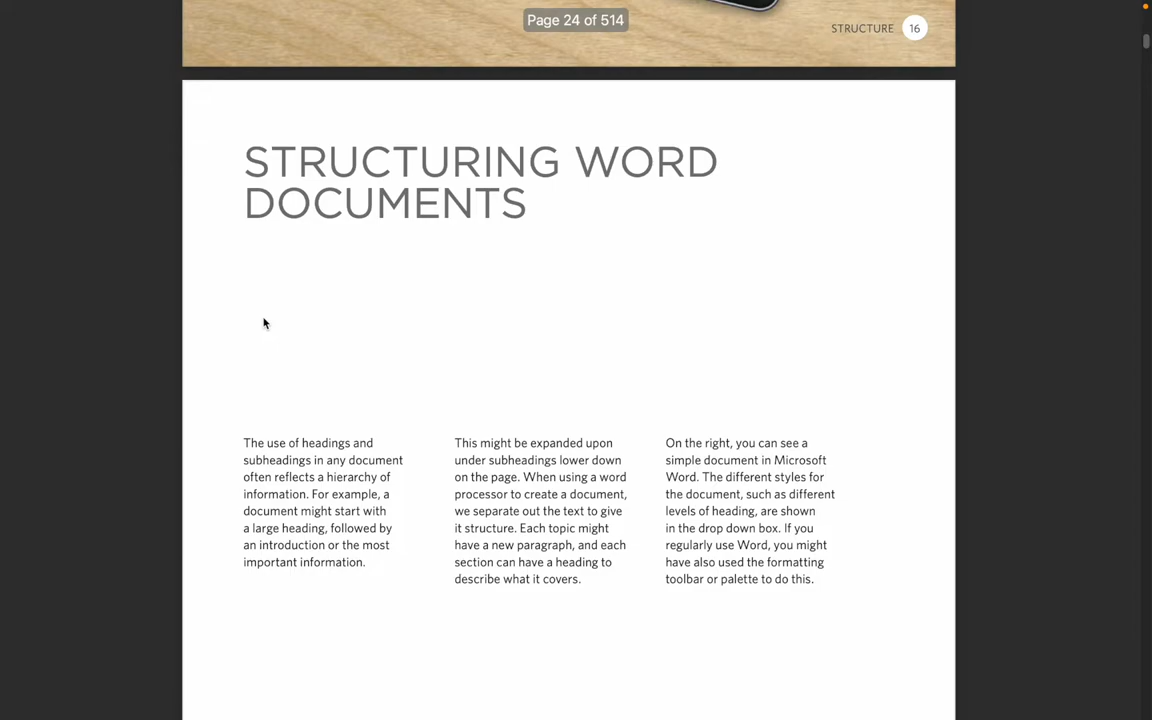 Page 24 of 514
STRUCTURE 16
STRUCTURING WORD
DOCUMENTS
The use of headings and
subheadings in any document
often reflects a hierarchy of
information. For example, a
document might start with
a large heading, followed by
an introduction or the most
important information.
This might be expanded upon
under subheadings lower down
on the page. When using a word
processor to create a document,
we separate out the text to give
it structure. Each topic might
have a new paragraph, and each
section can have a heading to
describe what it covers.
On the right, you can see a
simple document in Microsoft
Word. The different styles for
the document, such as different
levels of heading, are shown
in the drop down box. If you
regularly use Word, you might
have also used the formatting
toolbar or palette to do this.